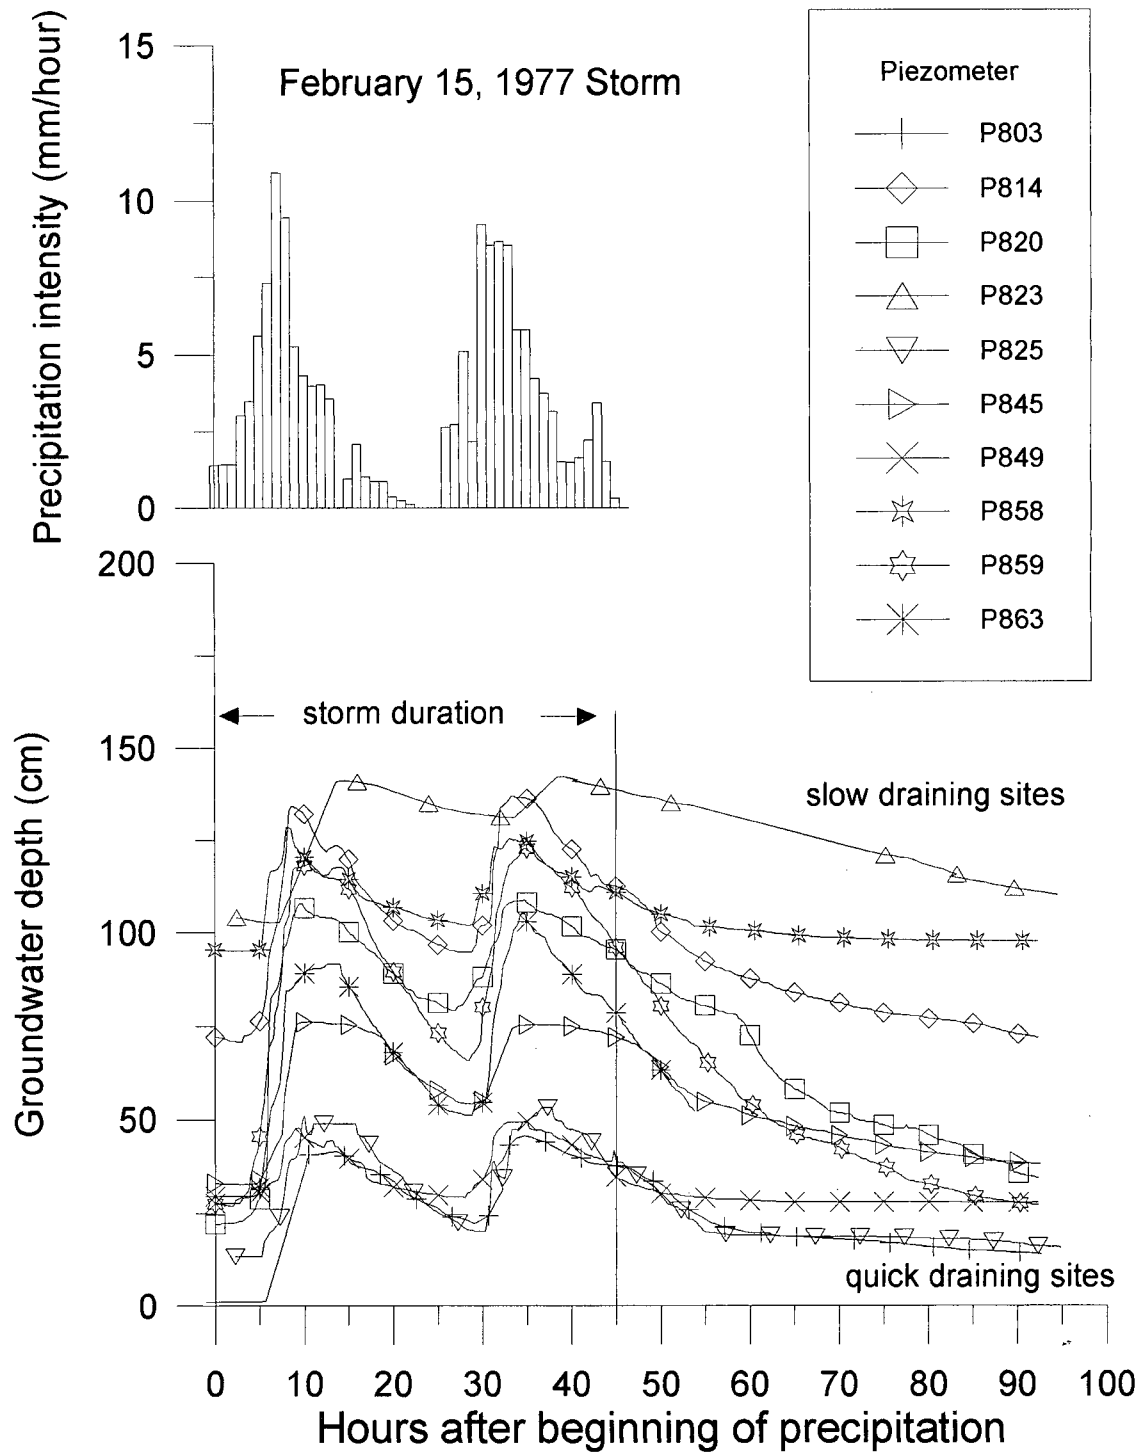 February 15, 1977 Storm
Precipitation intensity (mm/hour)
15
10
5
0
Piezometer
P803
P814
P820
P823
P825
P845
P849
P858
P859
P863
Groundwater depth (cm)
200
150
100
50
0
storm duration
slow draining sites
quick draining sites
0 10 20 30 40 50 60 70 80 90 100
Hours after beginning of precipitation